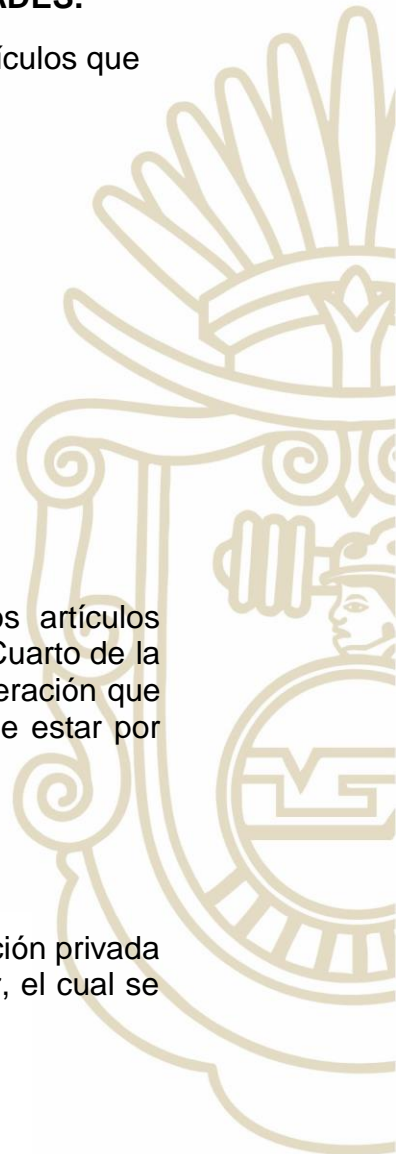 ADES.
ículos que
os artículos
Cuarto de la
eración que
e estar por
ción privada
, el cual se